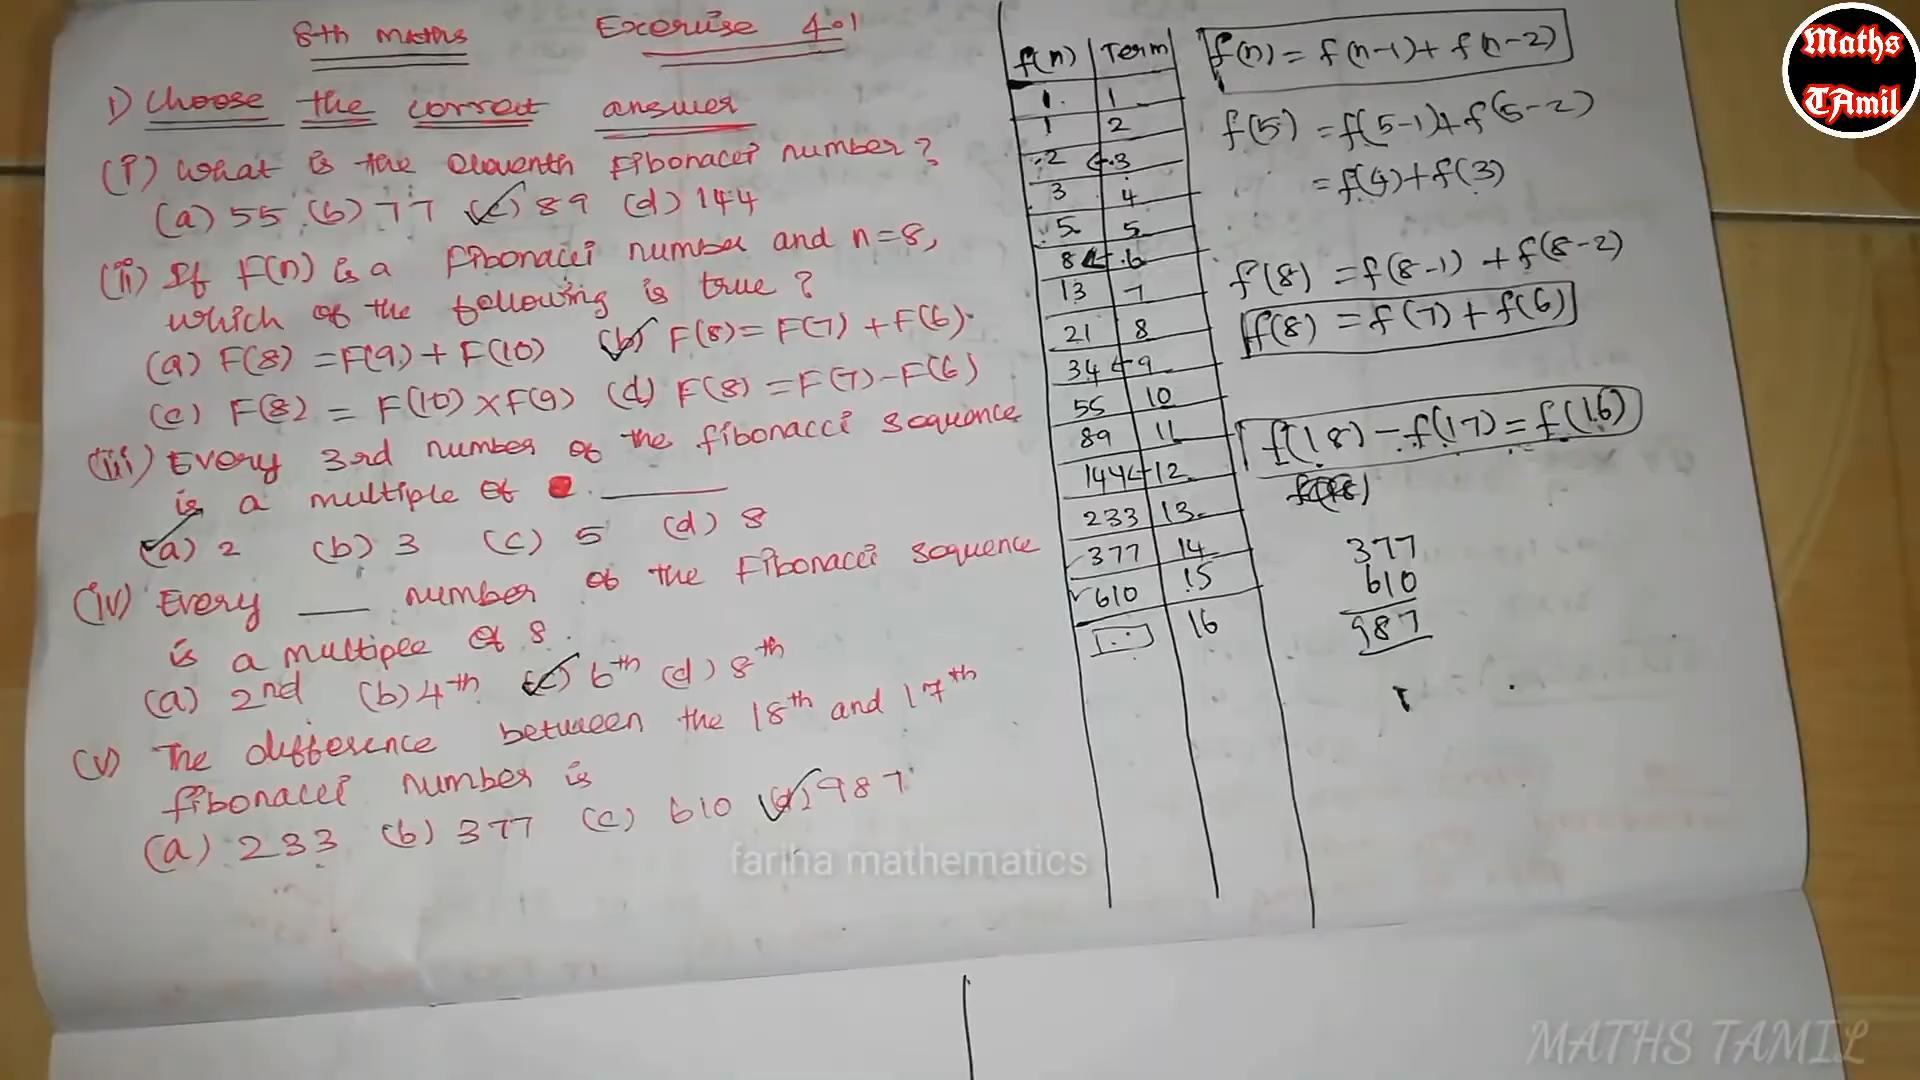 8th maths Excercise 4.1
1) Choose the correct answer
(i) What is the eleventh Fibonacci number?
(a) 55 (b) 77 (c) 89 (d) 144
(ii) If F(n) is a Fibonacci number and n=8,
which of the following is true?
(a) F(8) = F(9) + F(10) (b) F(8) = F(7) + F(6).
(c) F(8) = F(10) × F(9) (d) F(8) = F(7) - F(6)
(iii) Every 3rd number of the fibonacci sequence
is a multiple of
(a) 2 (b) 3 (c) 5 (d) 8
(iv) Every ___ number of the Fibonacci sequence
is a multiple of 8.
(a) 2nd (b) 4th (c) 6th (d) 8th
(v) The difference between the 18th and 17th
fibonacci number is
(a) 233 (b) 377 (c) 610 (d) 987
f(n) Term
1. 1
1 2
2 3
3 4
5 5
8 6
13 7
21 8
34 9
55 10
89 11
144 12
233 13
377 14
610 15
16
f(n) = f(n-1) + f(n-2)
f(5) = f(5-1) + f(5-2)
= f(4) + f(3)
f(8) = f(8-1) + f(8-2)
f(8) = f(7) + f(6)
f(18) - f(17) = f(16)
377
610
987
Maths
TAmil
fariha mathematics
MATHS TAMIL